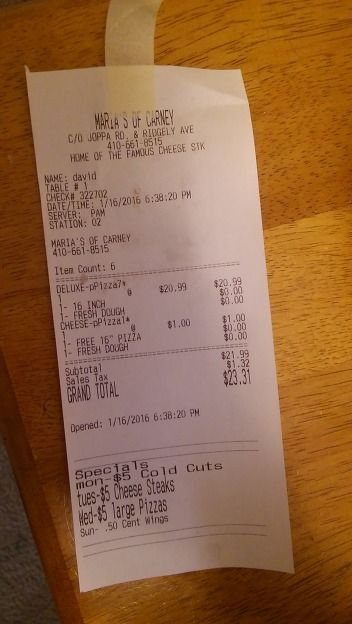 MARIA'S OF CARNEY
C/O JOPPA RD. & RIDGELY AVE
410-661-8515
HOME OF THE FAMOUS CHEESE STK
NAME: david
TABLE # 1
CHECK# 322702
DATE/TIME: 1/16/2016 6:38:20 PM
SERVER: PAM
STATION: 02
MARIA'S OF CARNEY
410-661-8515
Item Count: 6
DELUXE-pPizza7* $20.99
1 @ $20.99 $0.00
1- 16 INCH $0.00
1- FRESH DOUGH
CHEESE-pPizza1* $1.00
1 @ $1.00 $0.00
1- FREE 16" PIZZA $0.00
1- FRESH DOUGH
Subtotal $21.99
Sales Tax $1.32
GRAND TOTAL $23.31
Opened: 1/16/2016 6:38:20 PM
Specials
mon-$5 Cold Cuts
tues-$5 Cheese Steaks
Wed-$5 large Pizzas
Sun- .50 Cent Wings